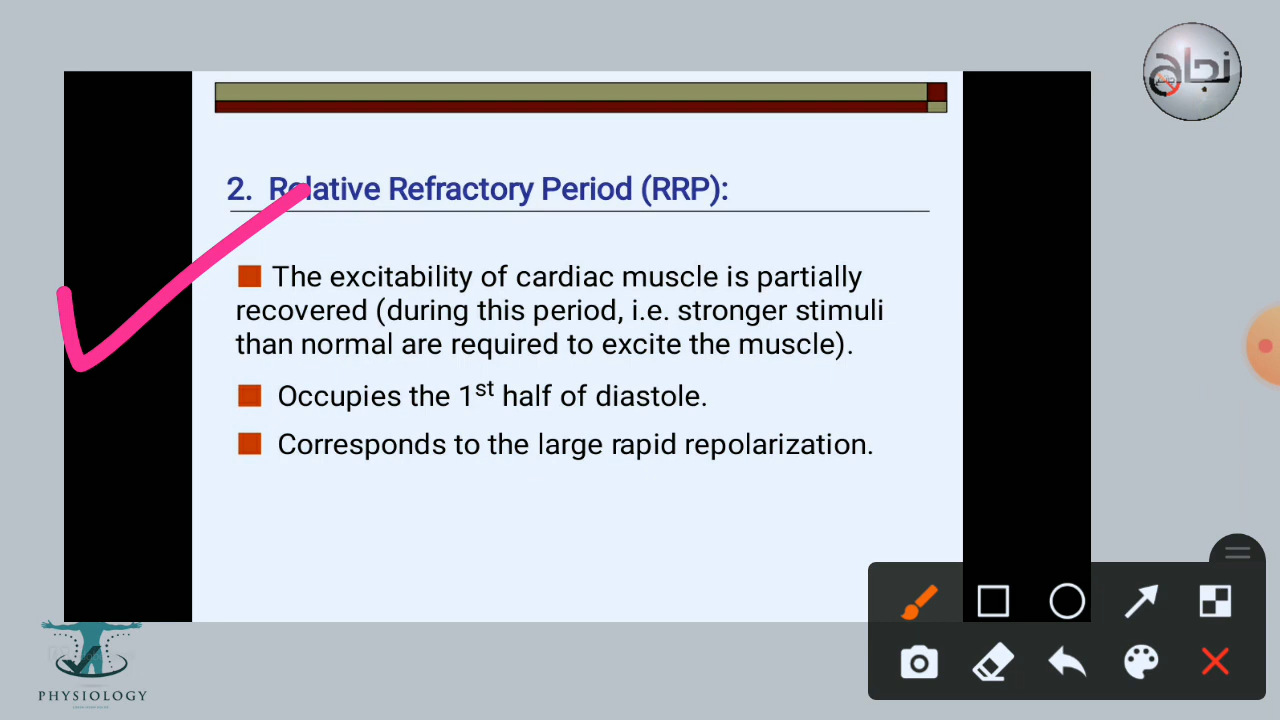 نجاح
2. Relative Refractory Period (RRP):
The excitability of cardiac muscle is partially
recovered (during this period, i.e. stronger stimuli
than normal are required to excite the muscle).
Occupies the 1st half of diastole.
Corresponds to the large rapid repolarization.
PHYSIOLOGY